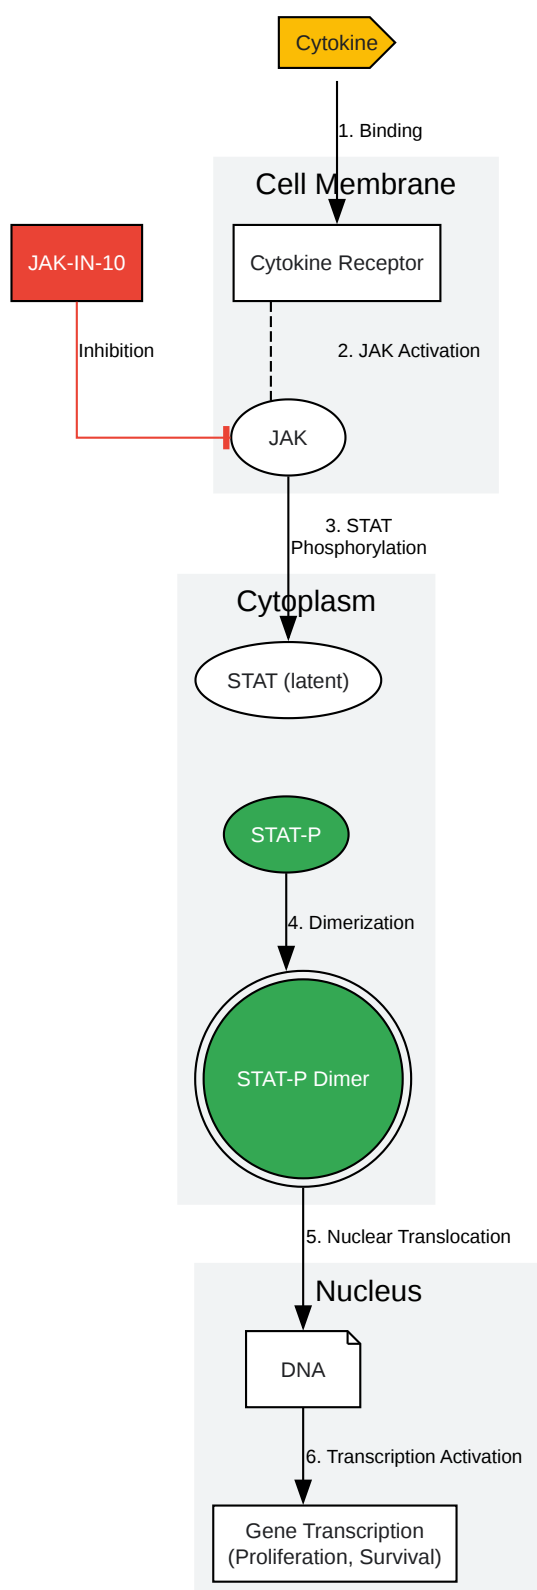 Cytokine
1. Binding
Cell Membrane
JAK-IN-10
Cytokine Receptor
Inhibition
2. JAK Activation
JAK
3. STAT
Phosphorylation
Cytoplasm
STAT (latent)
STAT-P
4. Dimerization
STAT-P Dimer
5. Nuclear Translocation
Nucleus
DNA
6. Transcription Activation
Gene Transcription
(Proliferation, Survival)